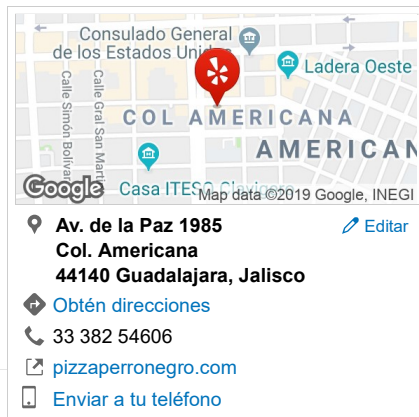 Consulado General
de los Estados Unidos
Ladera Oeste
Calle Simón Bolívar
Calle Gral San Martí
COL AMERICANA
AMERICAN
Casa ITESO Clavigero
Google
Map data ©2019 Google, INEGI
Av. de la Paz 1985
Editar
Col. Americana
44140 Guadalajara, Jalisco
Obtén direcciones
33 382 54606
pizzaperronegro.com
Enviar a tu teléfono